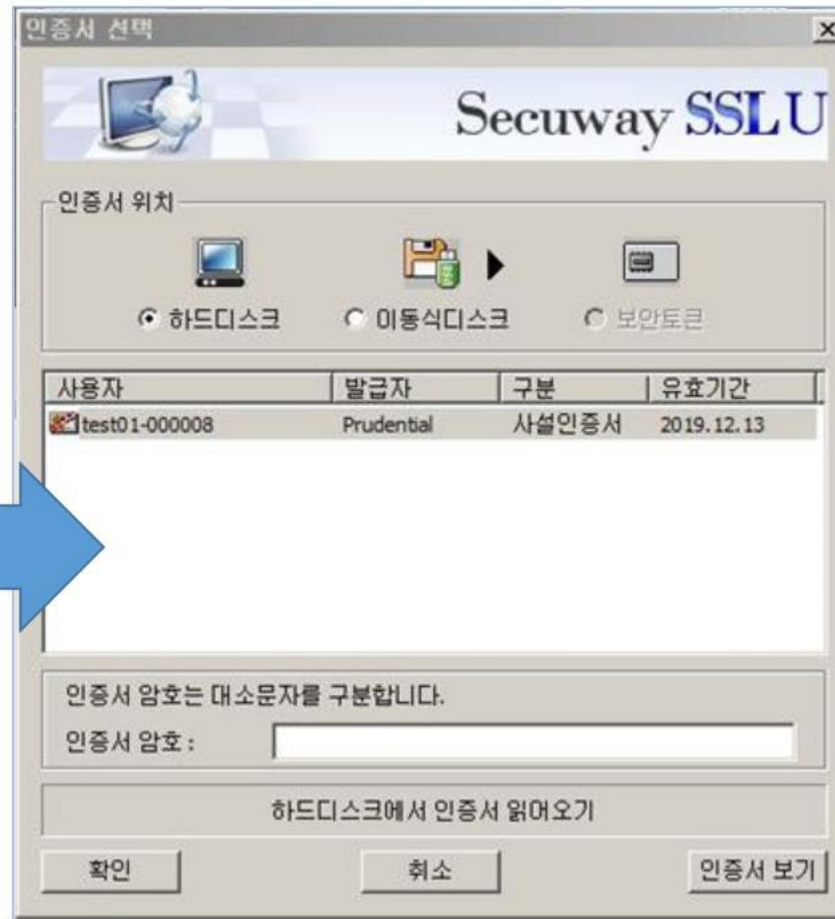 인증서 선택
Secuway SSL U
인증서 위치
하드디스크 이동식디스크 보안토큰
사용자 발급자 구분 유효기간
test01-000008 Prudential 사설인증서 2019.12.13
인증서 암호는 대소문자를 구분합니다.
인증서 암호 :
하드디스크에서 인증서 읽어오기
확인 취소 인증서 보기